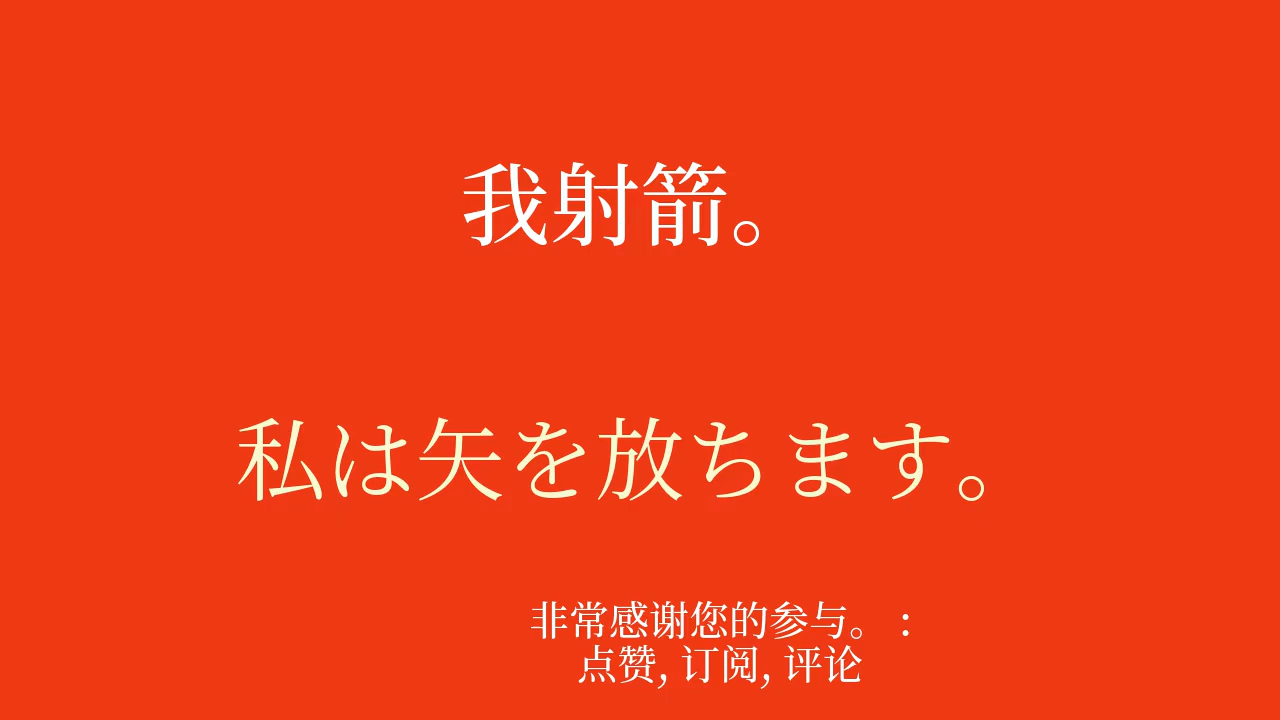 我射箭。
私は矢を放ちます。
非常感谢您的参与。 :
点赞, 订阅, 评论